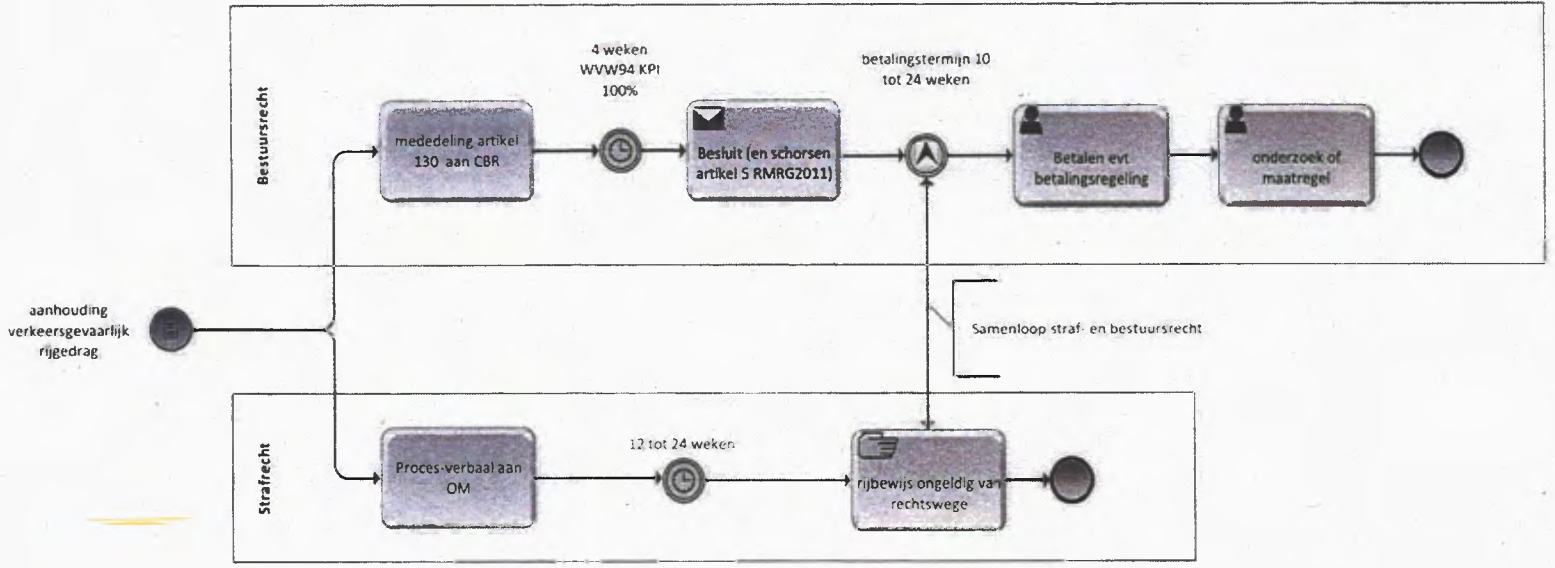 Bestuursrecht
4 weken
WVW94 KPI
100%
betalingstermijn 10
tot 24 weken
mededeling artikel
130 aan CBR
Besluit (en schorsen
artikel 5 RMRG2011)
Betalen evt
betalingsregeling
onderzoek of
maatregel
aanhouding
verkeersgevaarlijk
rijgedrag
Samenloop straf- en bestuursrecht
Strafrecht
Proces-verbaal aan
OM
12 tot 24 weken
rijbewijs ongeldig van
rechtswege